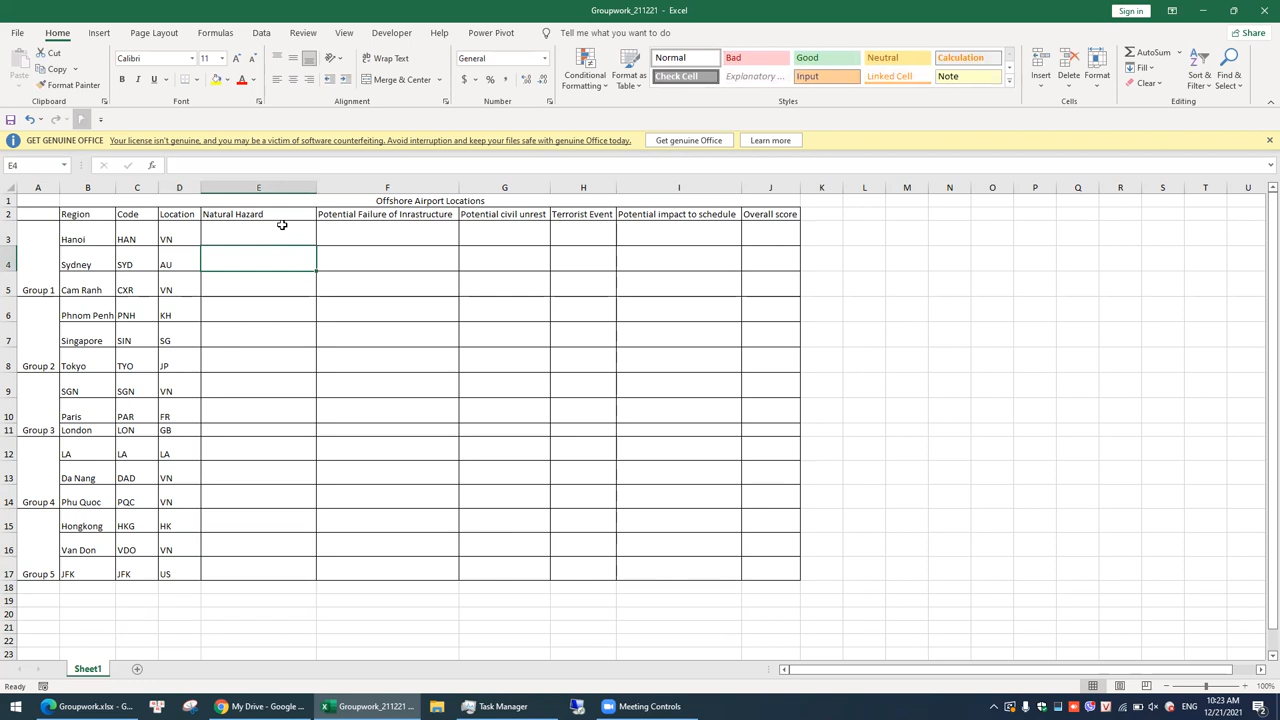 Groupwork_211221 - Excel
Sign in
File Home Insert Page Layout Formulas Data Review View Developer Help Power Pivot Tell me what you want to do Share
Cut
Copy
Format Painter
Paste
Clipboard
Calibri 11
B I U
Font
Wrap Text
Merge & Center
Alignment
General
$ % ,
Number
Conditional Formatting
Format as Table
Normal Bad Good Neutral Calculation
Check Cell Explanatory ... Input Linked Cell Note
Styles
Insert Delete Format
Cells
AutoSum
Fill
Clear
Sort & Filter
Find & Select
Editing
GET GENUINE OFFICE Your license isn't genuine, and you may be a victim of software counterfeiting. Avoid interruption and keep your files safe with genuine Office today. Get genuine Office Learn more
E4 fx
A B C D E F G H I J K L M N O P Q R S T U
1 Offshore Airport Locations
2 Region Code Location Natural Hazard Potential Failure of Inrastructure Potential civil unrest Terrorist Event Potential impact to schedule Overall score
3 Hanoi HAN VN
4 Sydney SYD AU
5 Group 1 Cam Ranh CXR VN
6 Phnom Penh PNH KH
7 Singapore SIN SG
8 Group 2 Tokyo TYO JP
9 SGN SGN VN
10 Paris PAR FR
11 Group 3 London LON GB
12 LA LA LA
13 Da Nang DAD VN
14 Group 4 Phu Quoc PQC VN
15 Hongkong HKG HK
16 Van Don VDO VN
17 Group 5 JFK JFK US
18
19
20
21
22
23
Sheet1
Ready 100%
Groupwork.xlsx - G... My Drive - Google ... Groupwork_211221 ... Task Manager Meeting Controls
10:23 AM
12/21/2021
2